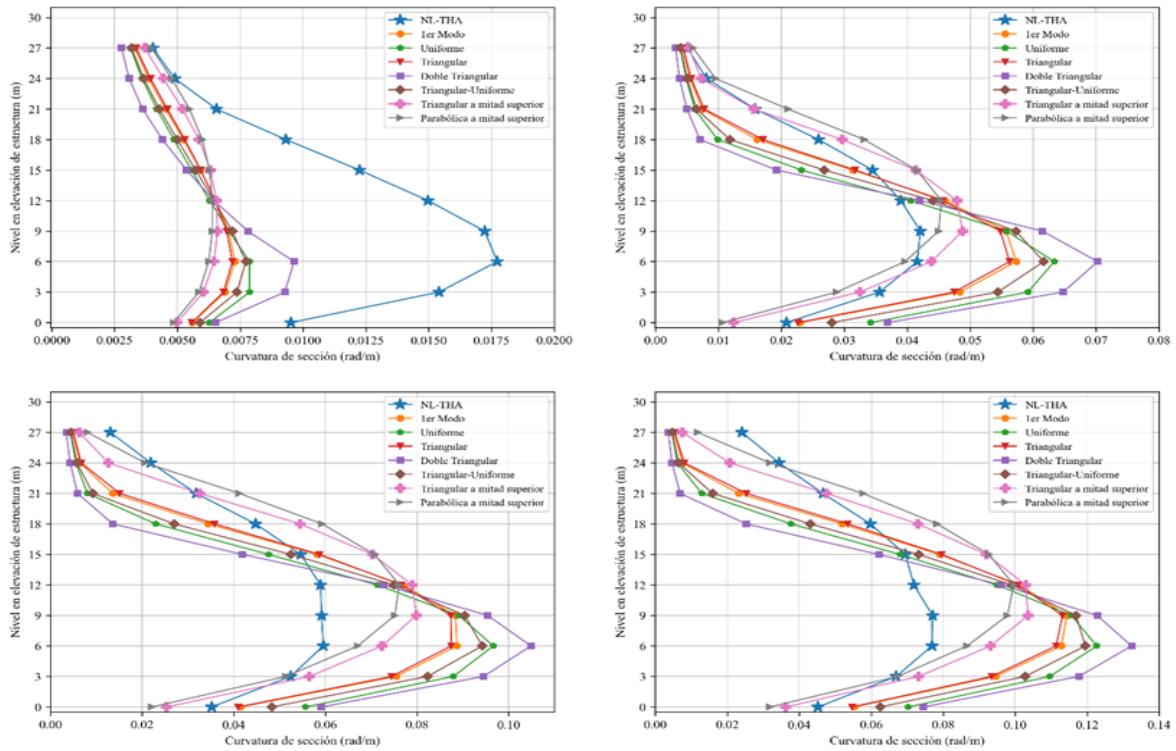 30
27
24
21
18
15
12
9
6
3
0
Nivel en elevación de estructura (m)
NL-THA
1er Modo
Uniforme
Triangular
Doble Triangular
Triangular-Uniforme
Triangular a mitad superior
Parabólica a mitad superior
0.0000 0.0025 0.0050 0.0075 0.0100 0.0125 0.0150 0.0175 0.0200
Curvatura de sección (rad/m)
30
27
24
21
18
15
12
9
6
3
0
Nivel en elevación de estructura (m)
NL-THA
1er Modo
Uniforme
Triangular
Doble Triangular
Triangular-Uniforme
Triangular a mitad superior
Parabólica a mitad superior
0.00 0.01 0.02 0.03 0.04 0.05 0.06 0.07 0.08
Curvatura de sección (rad/m)
30
27
24
21
18
15
12
9
6
3
0
Nivel en elevación de estructura (m)
NL-THA
1er Modo
Uniforme
Triangular
Doble Triangular
Triangular-Uniforme
Triangular a mitad superior
Parabólica a mitad superior
0.00 0.02 0.04 0.06 0.08 0.10
Curvatura de sección (rad/m)
30
27
24
21
18
15
12
9
6
3
0
Nivel en elevación de estructura (m)
NL-THA
1er Modo
Uniforme
Triangular
Doble Triangular
Triangular-Uniforme
Triangular a mitad superior
Parabólica a mitad superior
0.00 0.02 0.04 0.06 0.08 0.10 0.12 0.14
Curvatura de sección (rad/m)